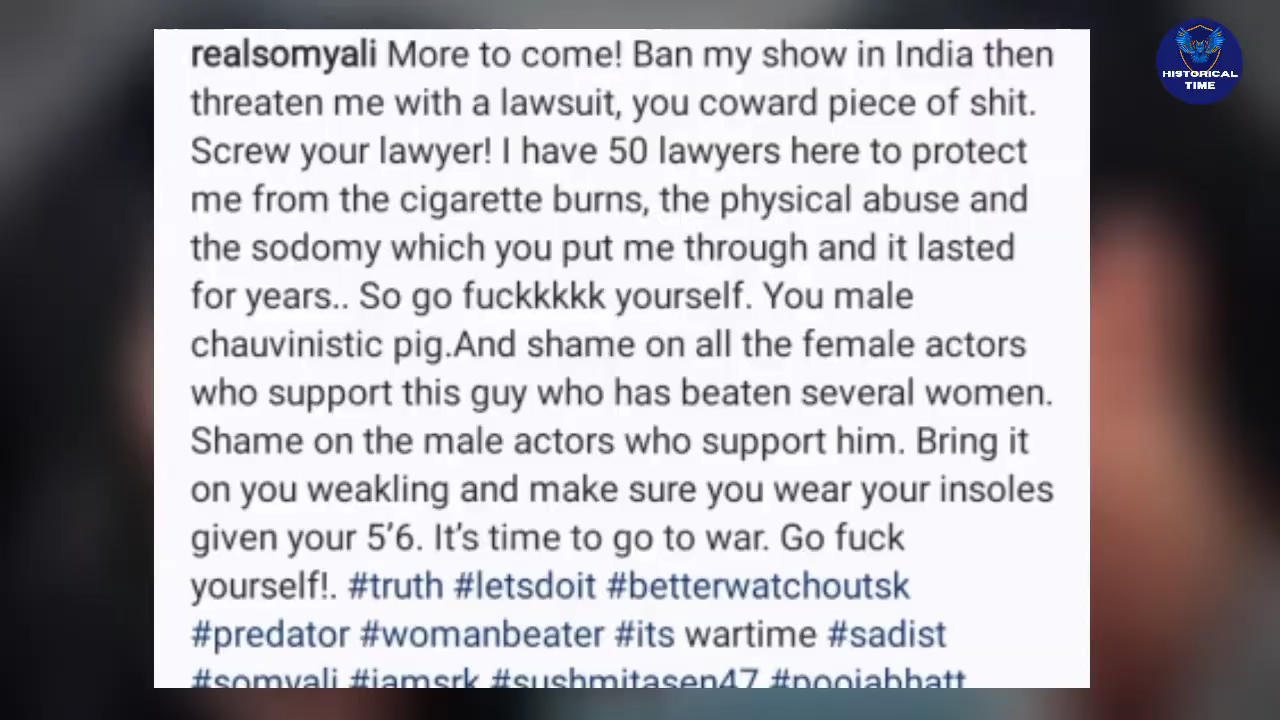 realsomyali More to come! Ban my show in India then
threaten me with a lawsuit, you coward piece of shit.
Screw your lawyer! I have 50 lawyers here to protect
me from the cigarette burns, the physical abuse and
the sodomy which you put me through and it lasted
for years.. So go fuckkkkk yourself. You male
chauvinistic pig.And shame on all the female actors
who support this guy who has beaten several women.
Shame on the male actors who support him. Bring it
on you weakling and make sure you wear your insoles
given your 5’6. It’s time to go to war. Go fuck
yourself!. #truth #letsdoit #betterwatchoutsk
#predator #womanbeater #its wartime #sadist
#somyali #iamsrk #sushmitasen47 #poojabhatt
HISTORICAL
TIME